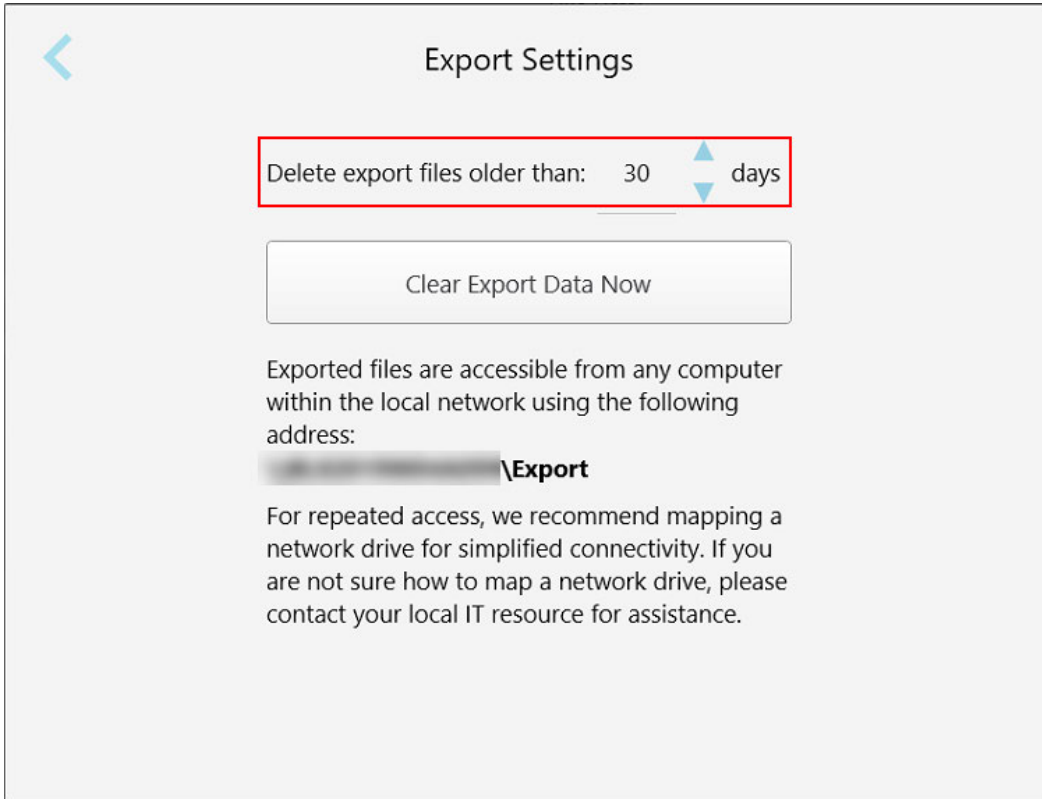 Export Settings
Delete export files older than: 30 days
Clear Export Data Now
Exported files are accessible from any computer
within the local network using the following
address:
\Export
For repeated access, we recommend mapping a
network drive for simplified connectivity. If you
are not sure how to map a network drive, please
contact your local IT resource for assistance.